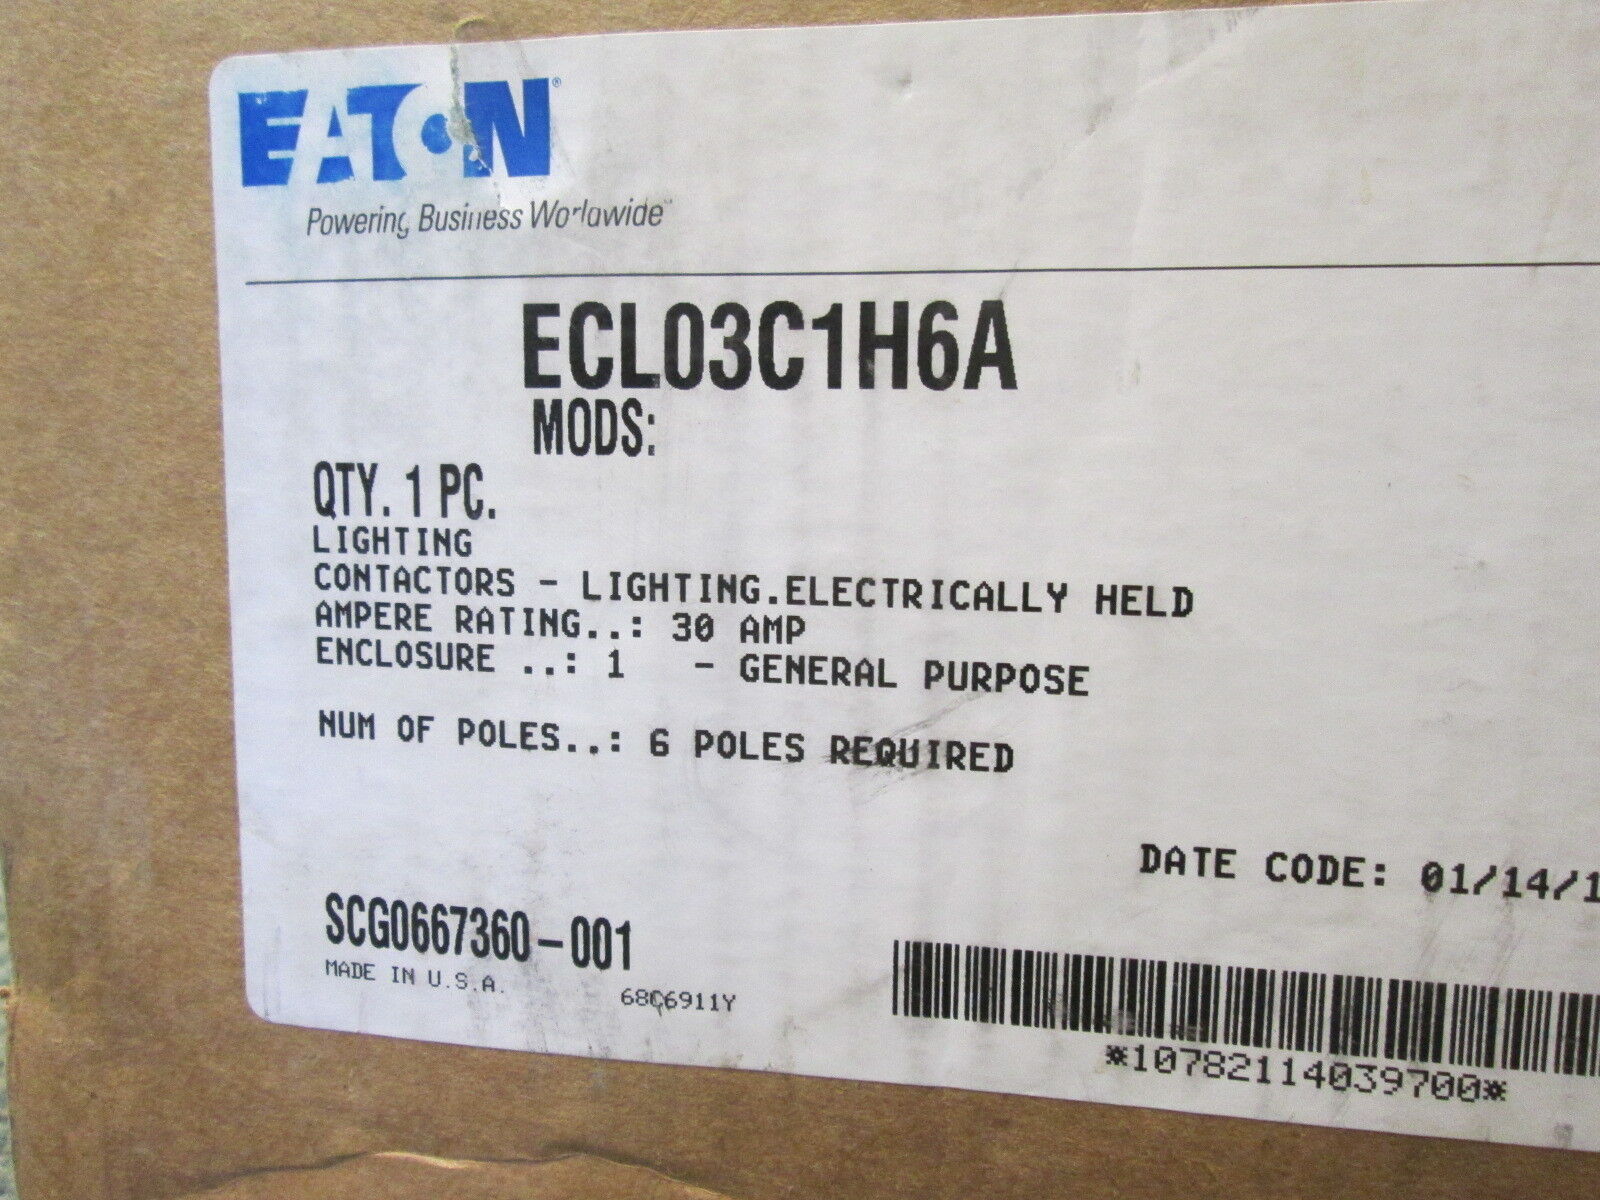 EATON
Powering Business Worldwide
ECL03C1H6A
MODS:
QTY. 1 PC.
LIGHTING
CONTACTORS - LIGHTING.ELECTRICALLY HELD
AMPERE RATING..: 30 AMP
ENCLOSURE ..: 1 - GENERAL PURPOSE
NUM OF POLES..: 6 POLES REQUIRED
DATE CODE: 01/14/1
SCG0667360-001
MADE IN U.S.A.
68C6911Y
*10782114039700*